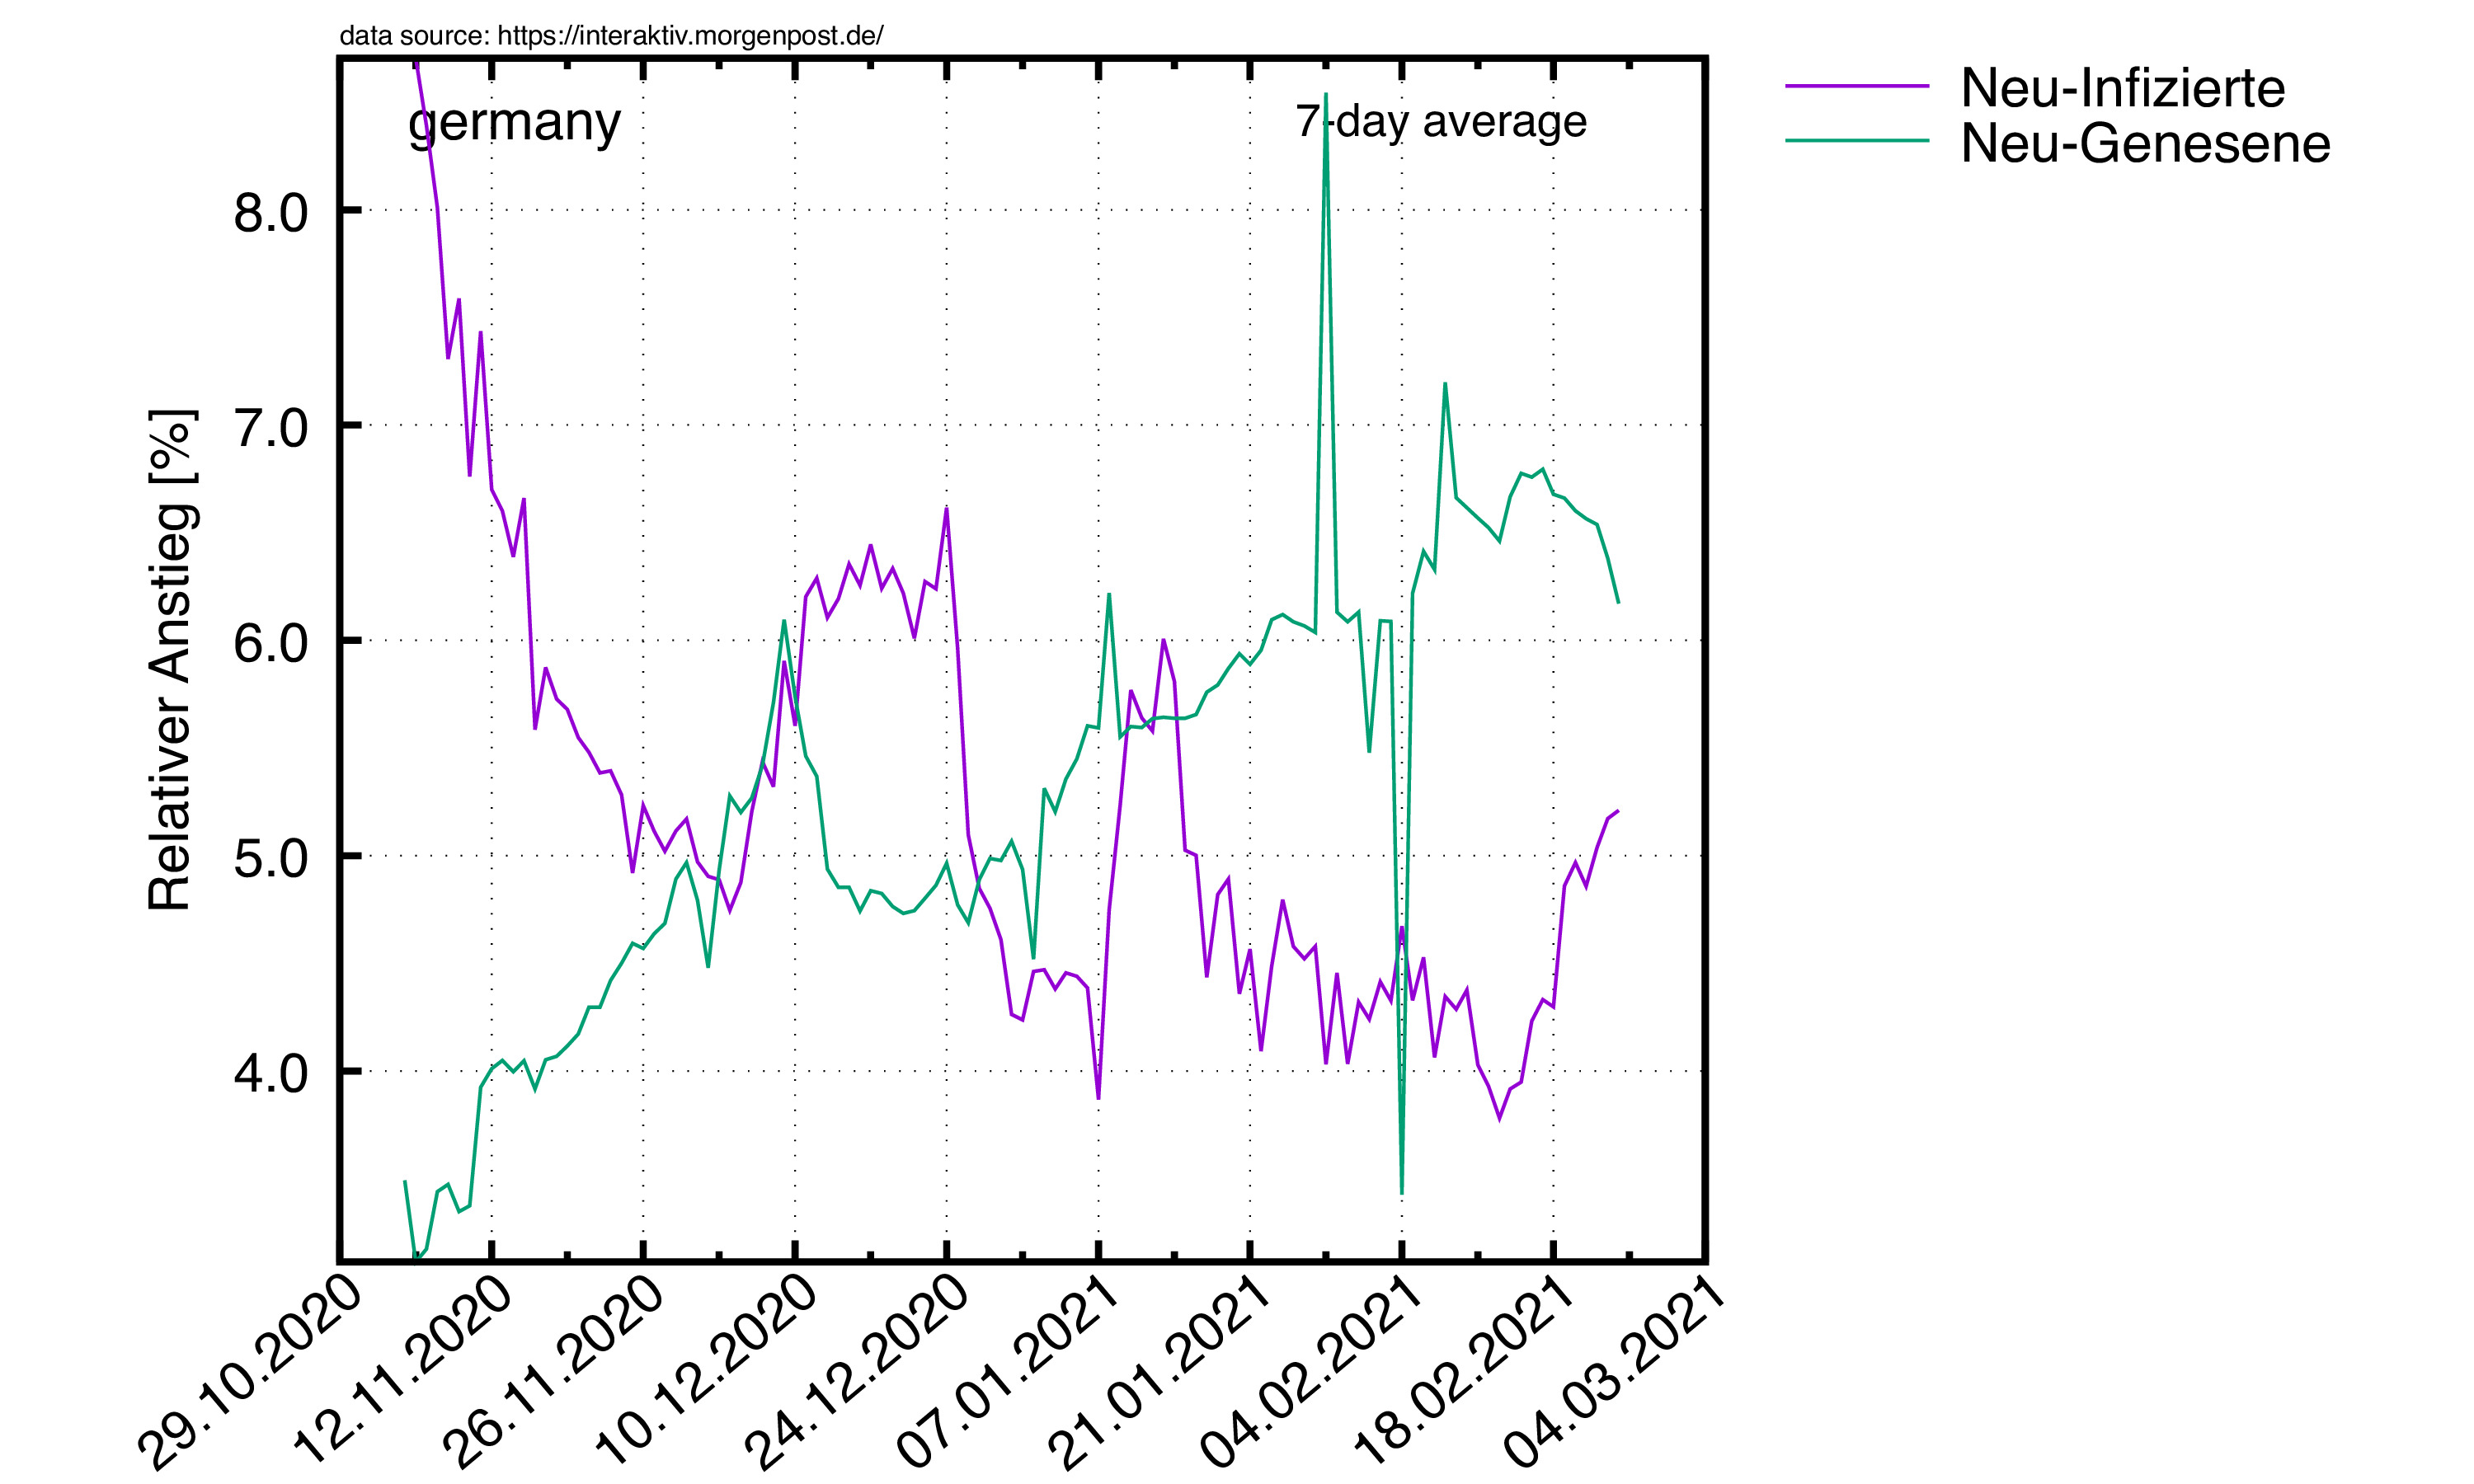 data source: https://interaktiv.morgenpost.de/
germany
7-day average
Neu-Infizierte
Neu-Genesene
Relativer Anstieg [%]
8.0
7.0
6.0
5.0
4.0
29.10.2020
12.11.2020
26.11.2020
10.12.2020
24.12.2020
07.01.2021
21.01.2021
04.02.2021
18.02.2021
04.03.2021